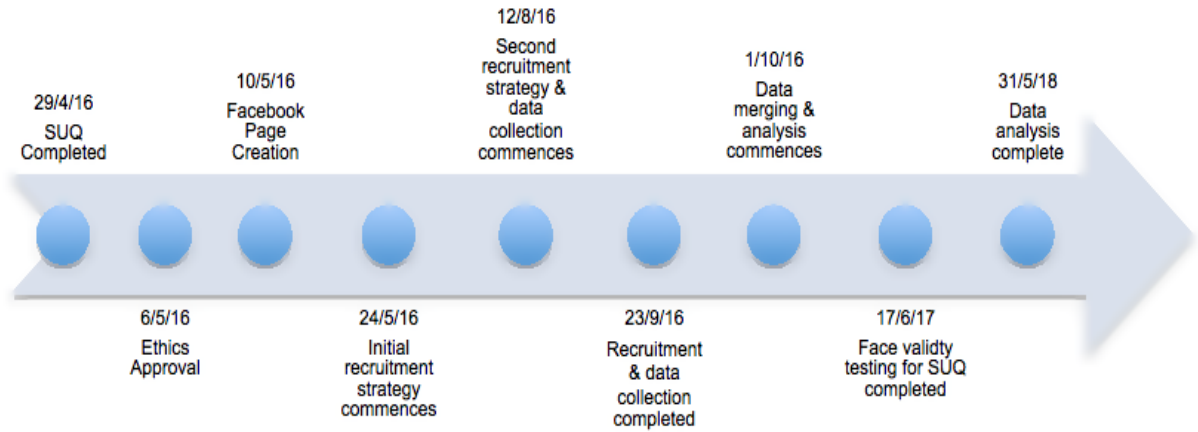 29/4/16
SUQ
Completed
6/5/16
Ethics
Approval
10/5/16
Facebook
Page
Creation
24/5/16
Initial
recruitment
strategy
commences
12/8/16
Second
recruitment
strategy &
data
collection
commences
23/9/16
Recruitment
& data
collection
completed
1/10/16
Data
merging &
analysis
commences
17/6/17
Face validty
testing for SUQ
completed
31/5/18
Data
analysis
complete